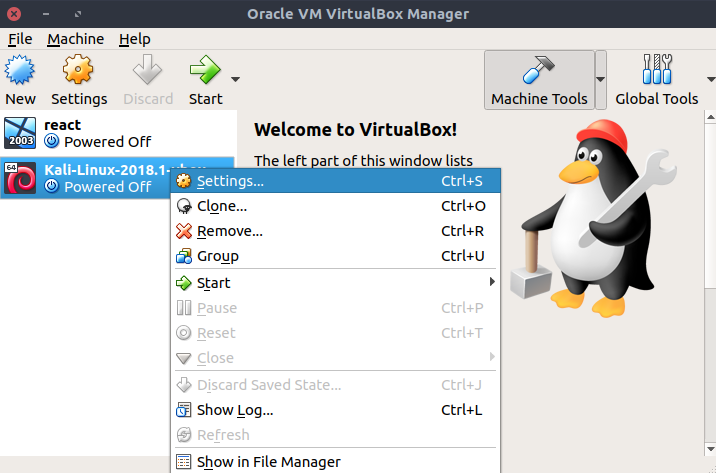 Oracle VM VirtualBox Manager
File Machine Help
New Settings Discard Start Machine Tools Global Tools
2003
react
Powered Off
64
Kali-Linux-2018.1-
Powered Off
Welcome to VirtualBox!
The left part of this window lists
Settings... Ctrl+S
Clone... Ctrl+O
Remove... Ctrl+R
Group Ctrl+U
Start
Pause Ctrl+P
Reset Ctrl+T
Close
Discard Saved State... Ctrl+J
Show Log... Ctrl+L
Refresh
Show in File Manager